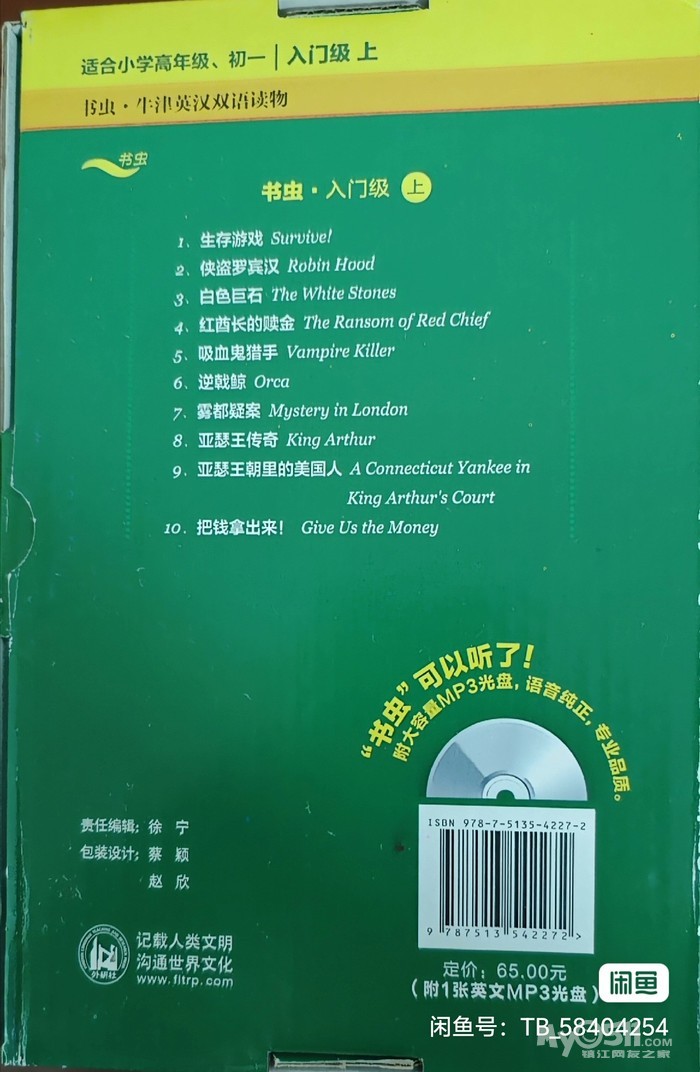 适合小学高年级、初一 | 入门级 上
书虫·牛津英汉双语读物
书虫
书虫·入门级 上
1、生存游戏 Survive!
2、侠盗罗宾汉 Robin Hood
3、白色巨石 The White Stones
4、红酋长的赎金 The Ransom of Red Chief
5、吸血鬼猎手 Vampire Killer
6、逆戟鲸 Orca
7、雾都疑案 Mystery in London
8、亚瑟王传奇 King Arthur
9、亚瑟王朝里的美国人 A Connecticut Yankee in
King Arthur's Court
10、把钱拿出来！ Give Us the Money
“书虫”可以听了！
附大容量MP3光盘，语音纯正，专业品质。
ISBN 978-7-5135-4227-2
9 787513 542272 >
责任编辑：徐 宁
包装设计：蔡 颖
赵 欣
外研社
记载人类文明
沟通世界文化
www.fltrp.com
定价：65.00元
（附1张英文MP3光盘）
闲鱼
闲鱼号：TB_58404254
My0511.COM
镇江网友之家